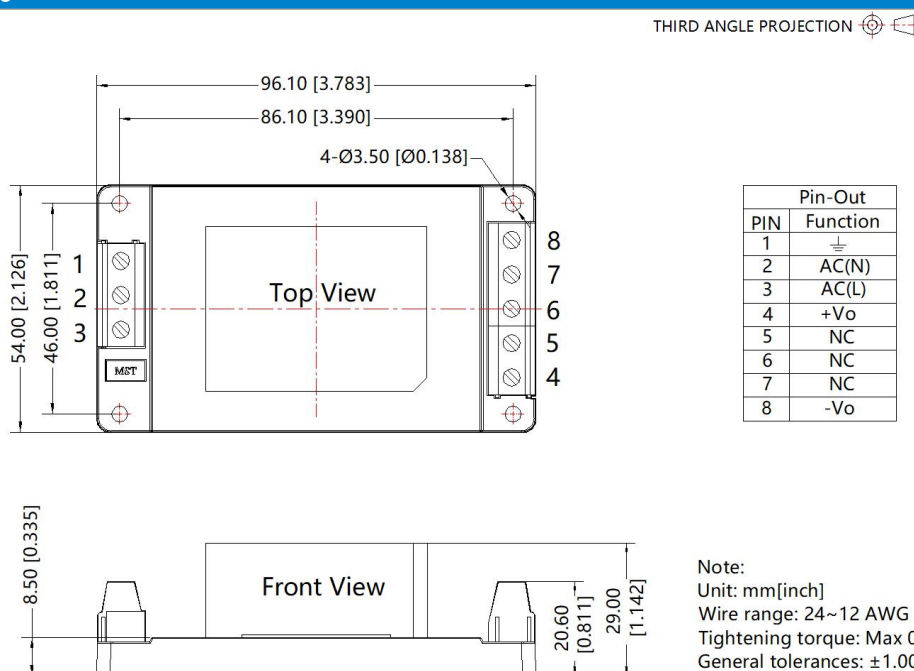 THIRD ANGLE PROJECTION
96.10 [3.783]
86.10 [3.390]
4-Ø3.50 [Ø0.138]
54.00 [2.126]
46.00 [1.811]
1
2
3
MST
Top View
8
7
6
5
4
Pin-Out
PIN Function
1
2 AC(N)
3 AC(L)
4 +Vo
5 NC
6 NC
7 NC
8 -Vo
8.50 [0.335]
Front View
20.60
[0.811]
29.00
[1.142]
Note:
Unit: mm[inch]
Wire range: 24~12 AWG
Tightening torque: Max 0
General tolerances: ±1.00